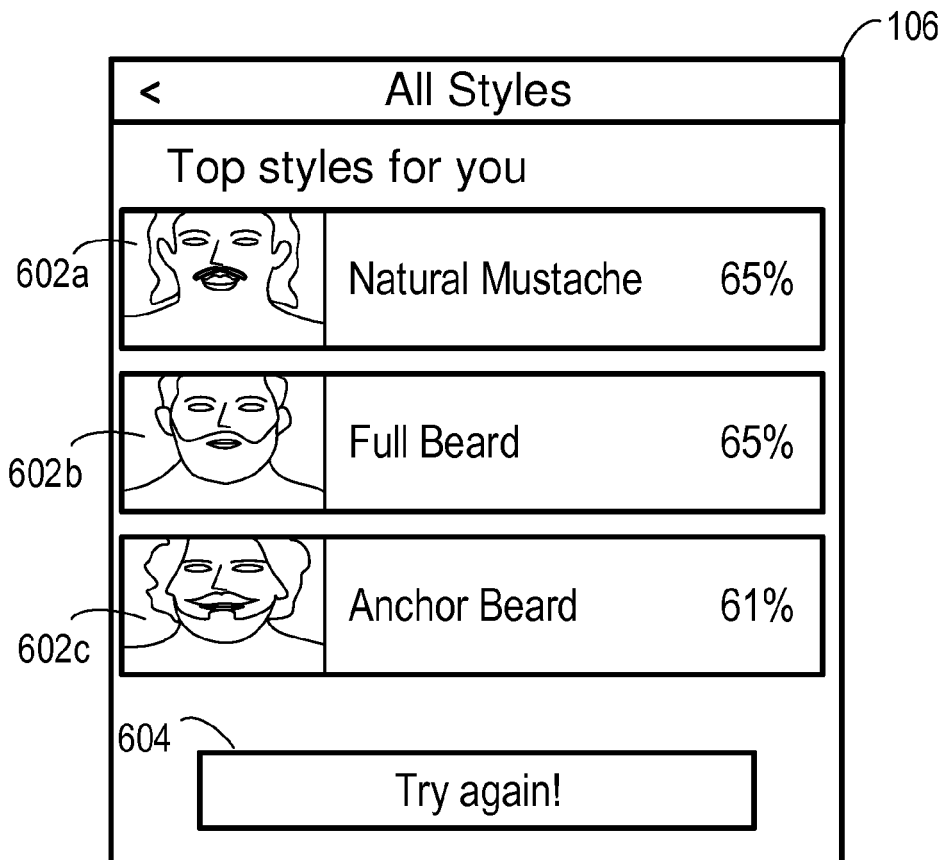 106
< All Styles
Top styles for you
602a
Natural Mustache 65%
602b
Full Beard 65%
602c
Anchor Beard 61%
604
Try again!